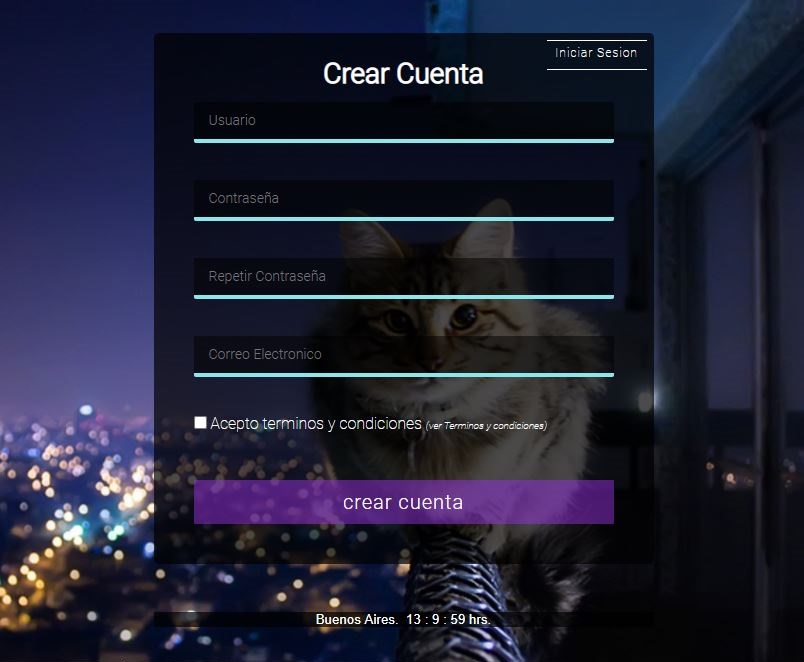 Iniciar Sesion
Crear Cuenta
Usuario
Contraseña
Repetir Contraseña
Correo Electronico
Acepto terminos y condiciones (ver Terminos y condiciones)
crear cuenta
Buenos Aires. 13 : 9 : 59 hrs.